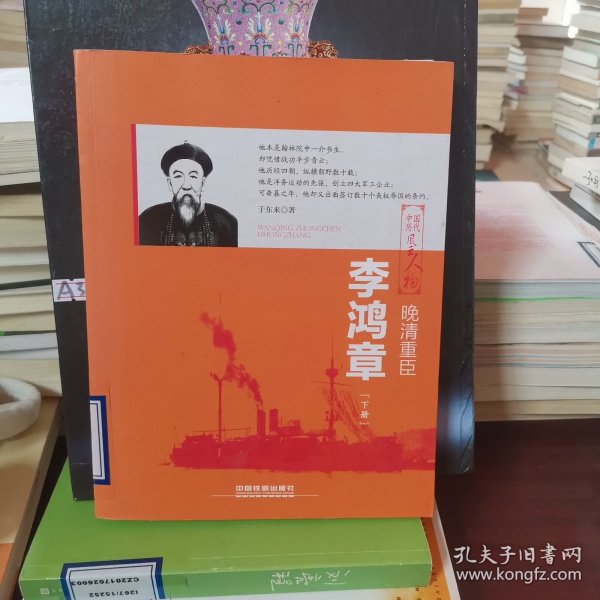 他本是翰林院中一介书生，
却凭借战功平步青云；
他历经四朝，纵横朝野数十载；
他是洋务运动的先驱，创立四大军工企业；
可垂暮之年，他却又出面签订数十个丧权辱国的条约。
于东来◎著
WANQING ZHONGCHEN
LIHONGZHANG
中国历代
风云人物
李鸿章
晚清重臣
「下册」
中国铁道出版社
CZ2017026003
I267/15252
孔夫子旧书网
www.kongfz.com